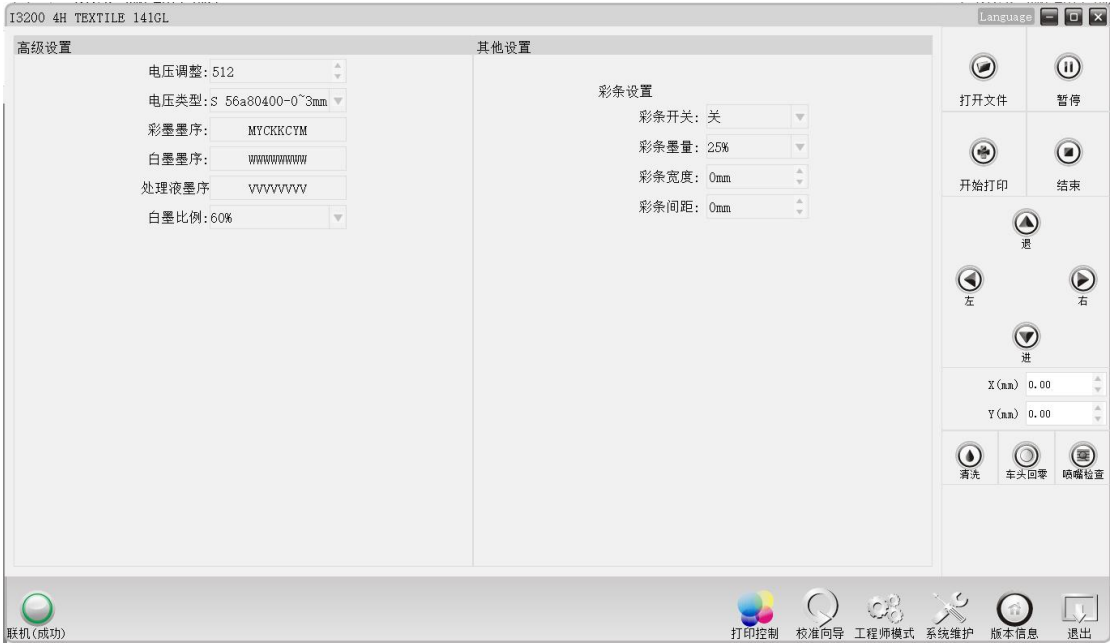 I3200 4H TEXTILE 141GL
Language
高级设置
其他设置
电压调整: 512
电压类型: S 56a80400-0~3mm
彩墨墨序: MYCKKCYM
白墨墨序: WWWWWWWW
处理液墨序 VVVVVVVV
白墨比例: 60%
彩条设置
彩条开关: 关
彩条墨量: 25%
彩条宽度: 0mm
彩条间距: 0mm
打开文件
暂停
开始打印
结束
退
左
右
进
X(mm) 0.00
Y(mm) 0.00
清洗
车头回零
喷嘴检查
联机(成功)
打印控制
校准向导
工程师模式
系统维护
版本信息
退出